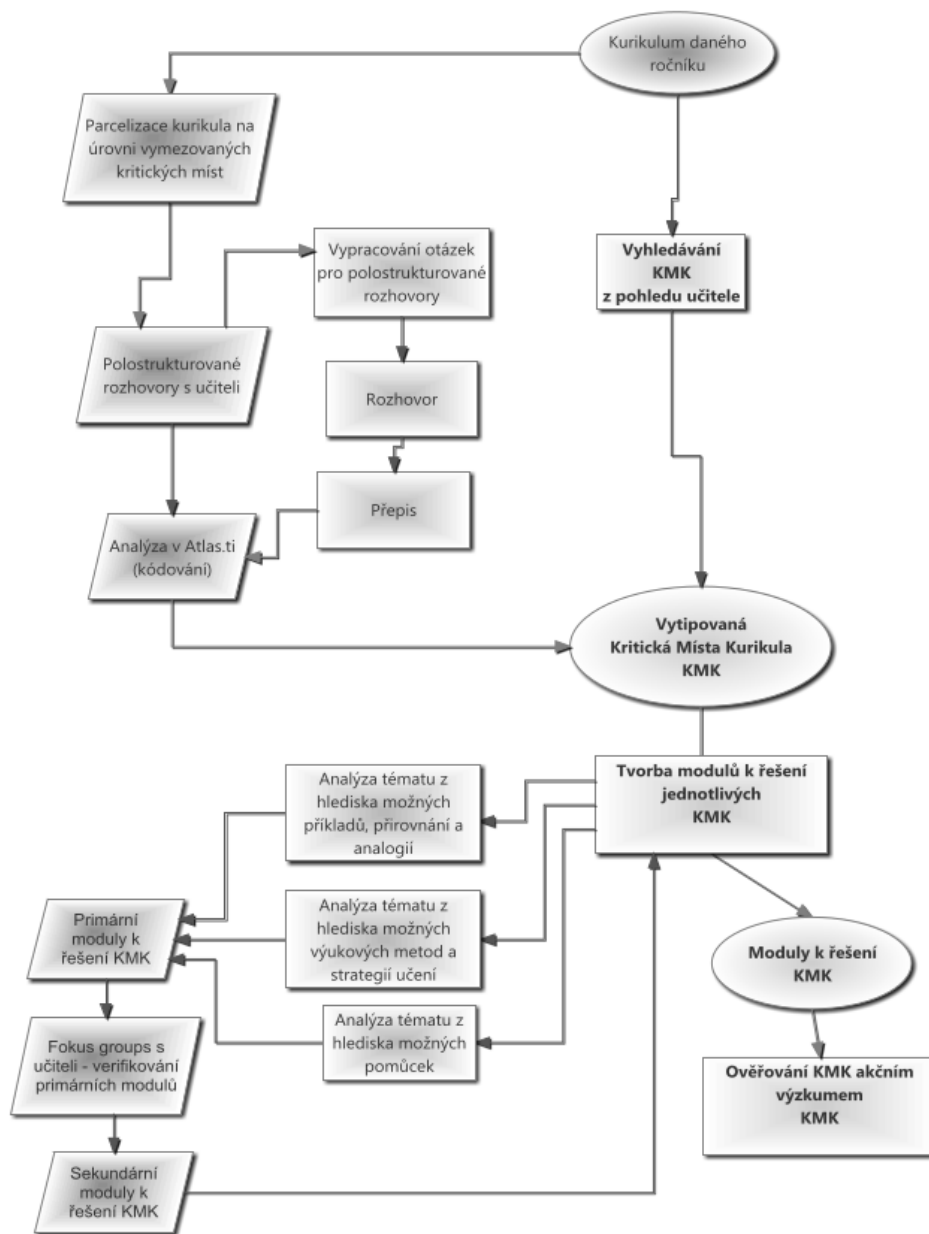 Kurikulum daného
ročníku
Parcelizace kurikula na
úrovni vymezovaných
kritických míst
Vypracování otázek
pro polostrukturované
rozhovory
Vyhledávání
KMK
z pohledu učitele
Polostrukturované
rozhovory s učiteli
Rozhovor
Přepis
Analýza v Atlas.ti
(kódování)
Vytipovaná
Kritická Místa Kurikula
KMK
Tvorba modulů k řešení
jednotlivých
KMK
Analýza tématu z
hlediska možných
příkladů, přirovnání a
analogií
Analýza tématu z
hlediska možných
výukových metod a
strategií učení
Analýza tématu z
hlediska možných
pomůcek
Primární
moduly k
řešení KMK
Fokus groups s
učiteli - verifikování
primárních modulů
Sekundární
moduly k
řešení KMK
Moduly k řešení
KMK
Ověřování KMK akčním
výzkumem
KMK